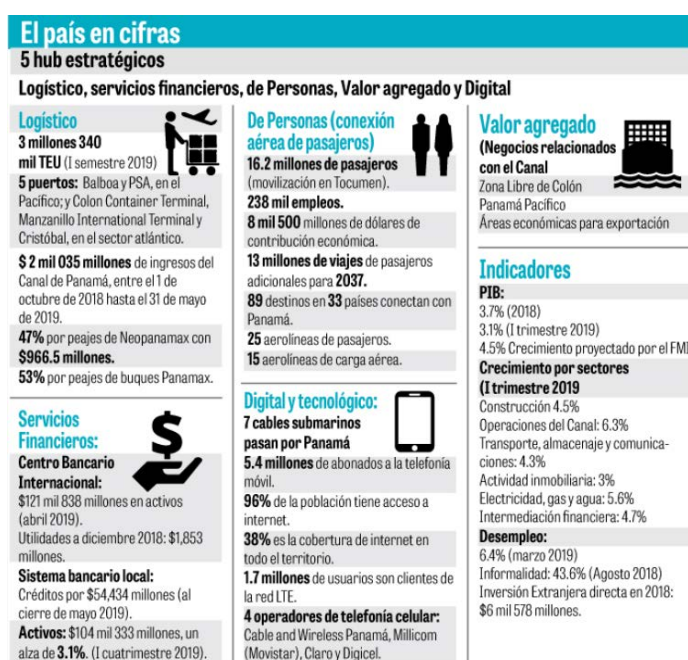 El país en cifras
5 hub estratégicos
Logístico, servicios financieros, de Personas, Valor agregado y Digital
Logístico
3 millones 340
mil TEU (I semestre 2019)
5 puertos: Balboa y PSA, en el
Pacífico; y Colon Container Terminal,
Manzanillo International Terminal y
Cristóbal, en el sector atlántico.
$ 2 mil 035 millones de ingresos del
Canal de Panamá, entre el 1 de
octubre de 2018 hasta el 31 de mayo
de 2019.
47% por peajes de Neopanamax con
$966.5 millones.
53% por peajes de buques Panamax.
Servicios
Financieros:
Centro Bancario
Internacional:
$121 mil 838 millones en activos
(abril 2019).
Utilidades a diciembre 2018: $1,853
millones.
Sistema bancario local:
Créditos por $54,434 millones (al
cierre de mayo 2019).
Activos: $104 mil 333 millones, un
alza de 3.1%. (I cuatrimestre 2019).
De Personas (conexión
aérea de pasajeros)
16.2 millones de pasajeros
(movilización en Tocumen).
238 mil empleos.
8 mil 500 millones de dólares de
contribución económica.
13 millones de viajes de pasajeros
adicionales para 2037.
89 destinos en 33 países conectan con
Panamá.
25 aerolíneas de pasajeros.
15 aerolíneas de carga aérea.
Digital y tecnológico:
7 cables submarinos
pasan por Panamá
5.4 millones de abonados a la telefonía
móvil.
96% de la población tiene acceso a
internet.
38% es la cobertura de internet en
todo el territorio.
1.7 millones de usuarios son clientes de
la red LTE.
4 operadores de telefonía celular:
Cable and Wireless Panamá, Millicom
(Movistar), Claro y Digicel.
Valor agregado
(Negocios relacionados
con el Canal
Zona Libre de Colón
Panamá Pacífico
Áreas económicas para exportación
Indicadores
PIB:
3.7% (2018)
3.1% (I trimestre 2019)
4.5% Crecimiento proyectado por el FMI
Crecimiento por sectores
(I trimestre 2019
Construcción 4.5%
Operaciones del Canal: 6.3%
Transporte, almacenaje y comunica-
ciones: 4.3%
Actividad inmobiliaria: 3%
Electricidad, gas y agua: 5.6%
Intermediación financiera: 4.7%
Desempleo:
6.4% (marzo 2019)
Informalidad: 43.6% (Agosto 2018)
Inversión Extranjera directa en 2018:
$6 mil 578 millones.